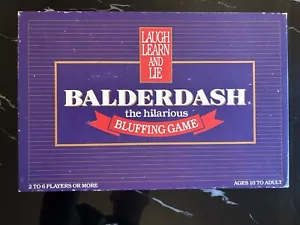 LAUGH
LEARN
AND
LIE
BALDERDASH®
the hilarious
BLUFFING GAME
2 TO 6 PLAYERS OR MORE
AGES 10 TO ADULT